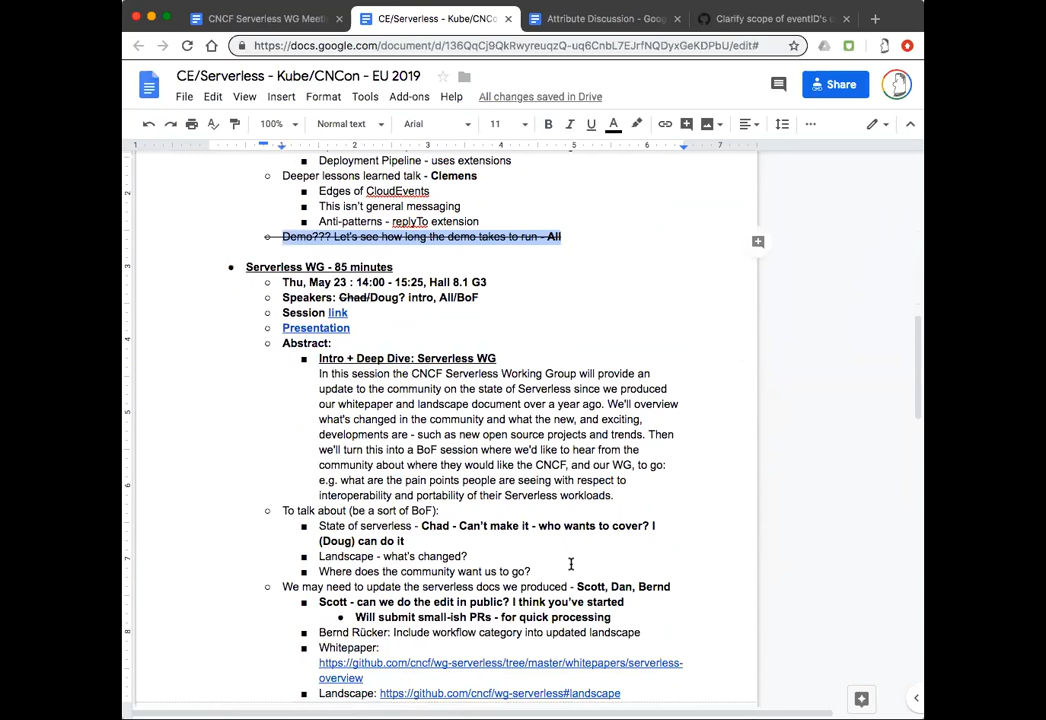 CNCF Serverless WG Meeti
CE/Serverless - Kube/CNCo
Attribute Discussion - Goog
Clarify scope of eventID's u
https://docs.google.com/document/d/136QqCj9QkRwyreuqzQ-uq6CnbL7EJrfNQDyxGeKDPbU/edit#
CE/Serverless - Kube/CNCon - EU 2019
File Edit View Insert Format Tools Add-ons Help All changes saved in Drive
Share
100% Normal text Arial 11
1 1 2 3 4 5 6 7
Deployment Pipeline - uses extensions
Deeper lessons learned talk - Clemens
Edges of CloudEvents
This isn't general messaging
Anti-patterns - replyTo extension
Demo??? Let's see how long the demo takes to run - All
Serverless WG - 85 minutes
Thu, May 23 : 14:00 - 15:25, Hall 8.1 G3
Speakers: Chad/Doug? intro, All/BoF
Session link
Presentation
Abstract:
Intro + Deep Dive: Serverless WG
In this session the CNCF Serverless Working Group will provide an
update to the community on the state of Serverless since we produced
our whitepaper and landscape document over a year ago. We'll overview
what's changed in the community and what the new, and exciting,
developments are - such as new open source projects and trends. Then
we'll turn this into a BoF session where we'd like to hear from the
community about where they would like the CNCF, and our WG, to go:
e.g. what are the pain points people are seeing with respect to
interoperability and portability of their Serverless workloads.
To talk about (be a sort of BoF):
State of serverless - Chad - Can't make it - who wants to cover? I
(Doug) can do it
Landscape - what's changed?
Where does the community want us to go?
We may need to update the serverless docs we produced - Scott, Dan, Bernd
Scott - can we do the edit in public? I think you've started
Will submit small-ish PRs - for quick processing
Bernd Rücker: Include workflow category into updated landscape
Whitepaper:
https://github.com/cncf/wg-serverless/tree/master/whitepapers/serverless-
overview
Landscape: https://github.com/cncf/wg-serverless#landscape